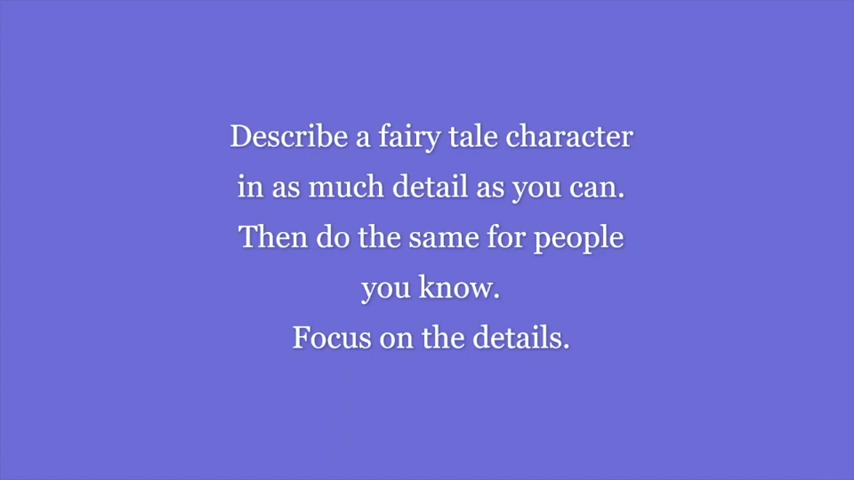 Describe a fairy tale character
in as much detail as you can.
Then do the same for people
you know.
Focus on the details.